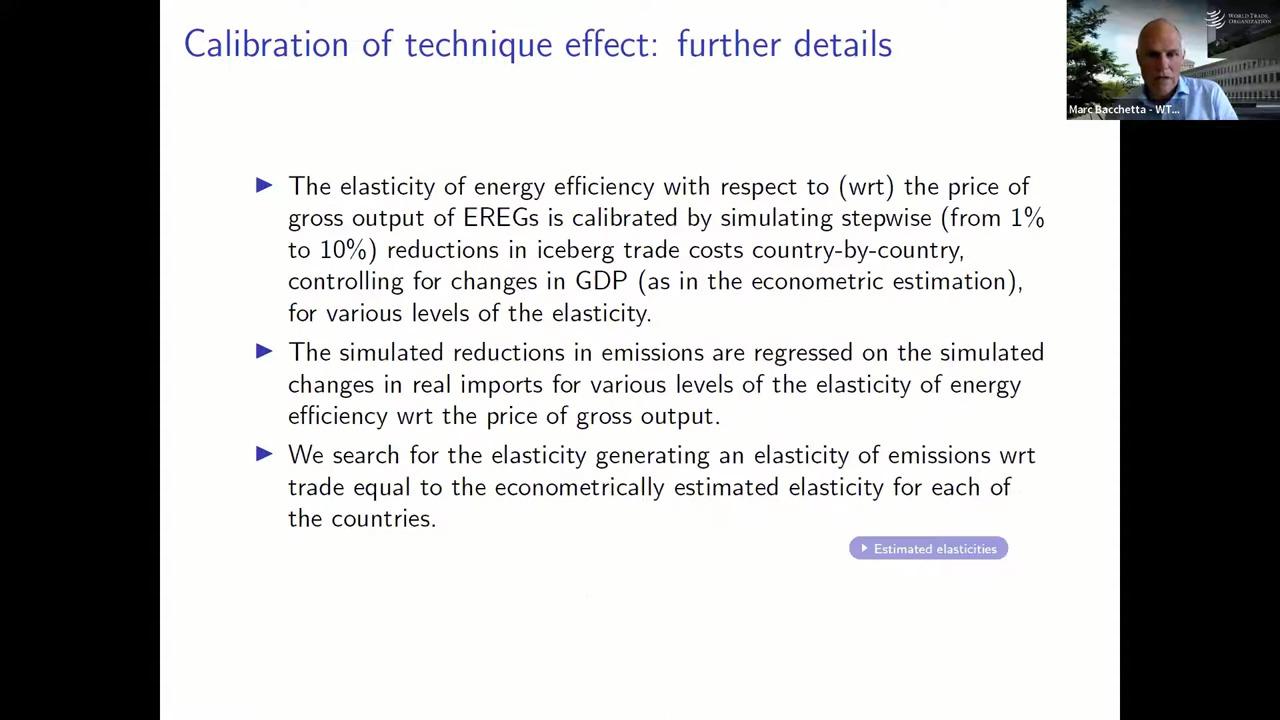 Calibration of technique effect: further details
WORLD TRADE
ORGANIZATION
Marc Bacchetta - WT...
The elasticity of energy efficiency with respect to (wrt) the price of
gross output of EREGs is calibrated by simulating stepwise (from 1%
to 10%) reductions in iceberg trade costs country-by-country,
controlling for changes in GDP (as in the econometric estimation),
for various levels of the elasticity.
The simulated reductions in emissions are regressed on the simulated
changes in real imports for various levels of the elasticity of energy
efficiency wrt the price of gross output.
We search for the elasticity generating an elasticity of emissions wrt
trade equal to the econometrically estimated elasticity for each of
the countries.
Estimated elasticities